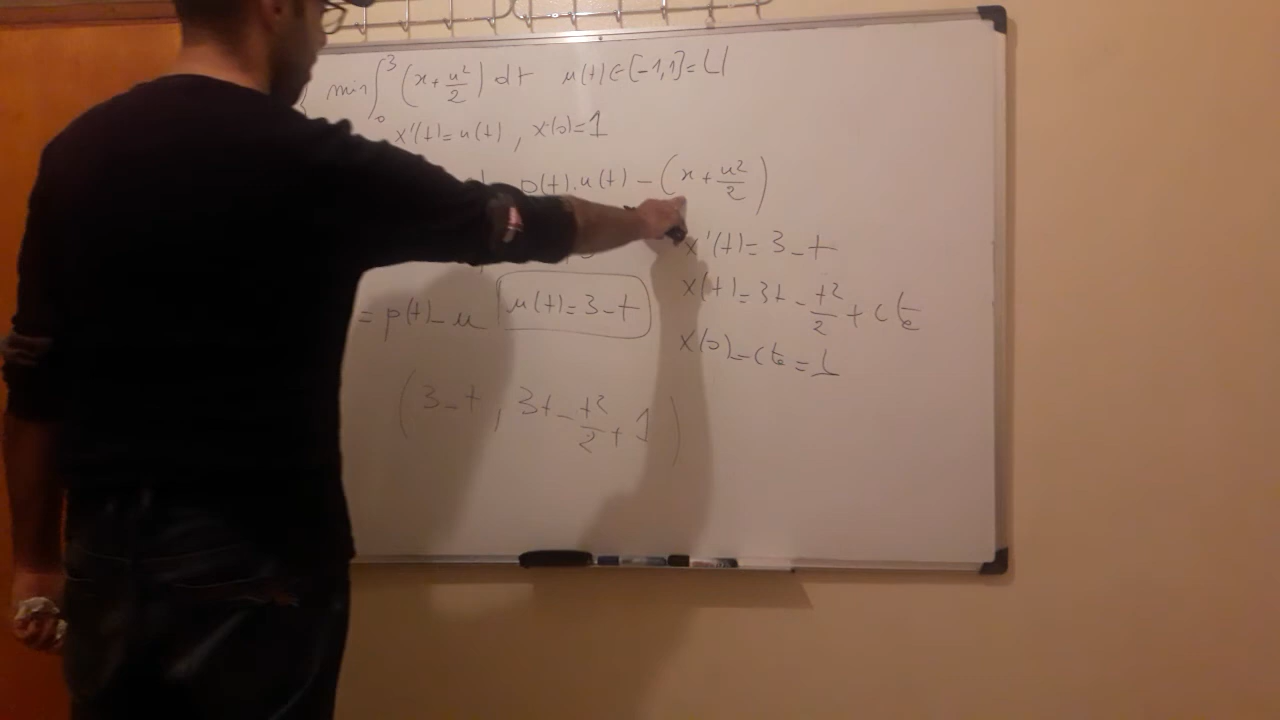 min ∫₀³ (x + u²/2) dt u(t) ∈ [-1,1] = U
x'(t) = u(t) , x(0) = 1
p(t).u(t) - (x + u²/2)
x'(t) = 3 - t
x(t) = 3t - t²/2 + cte
= p(t) - u u(t) = 3 - t
x(0) = cte = 1
(3 - t , 3t - t²/2 + 1)